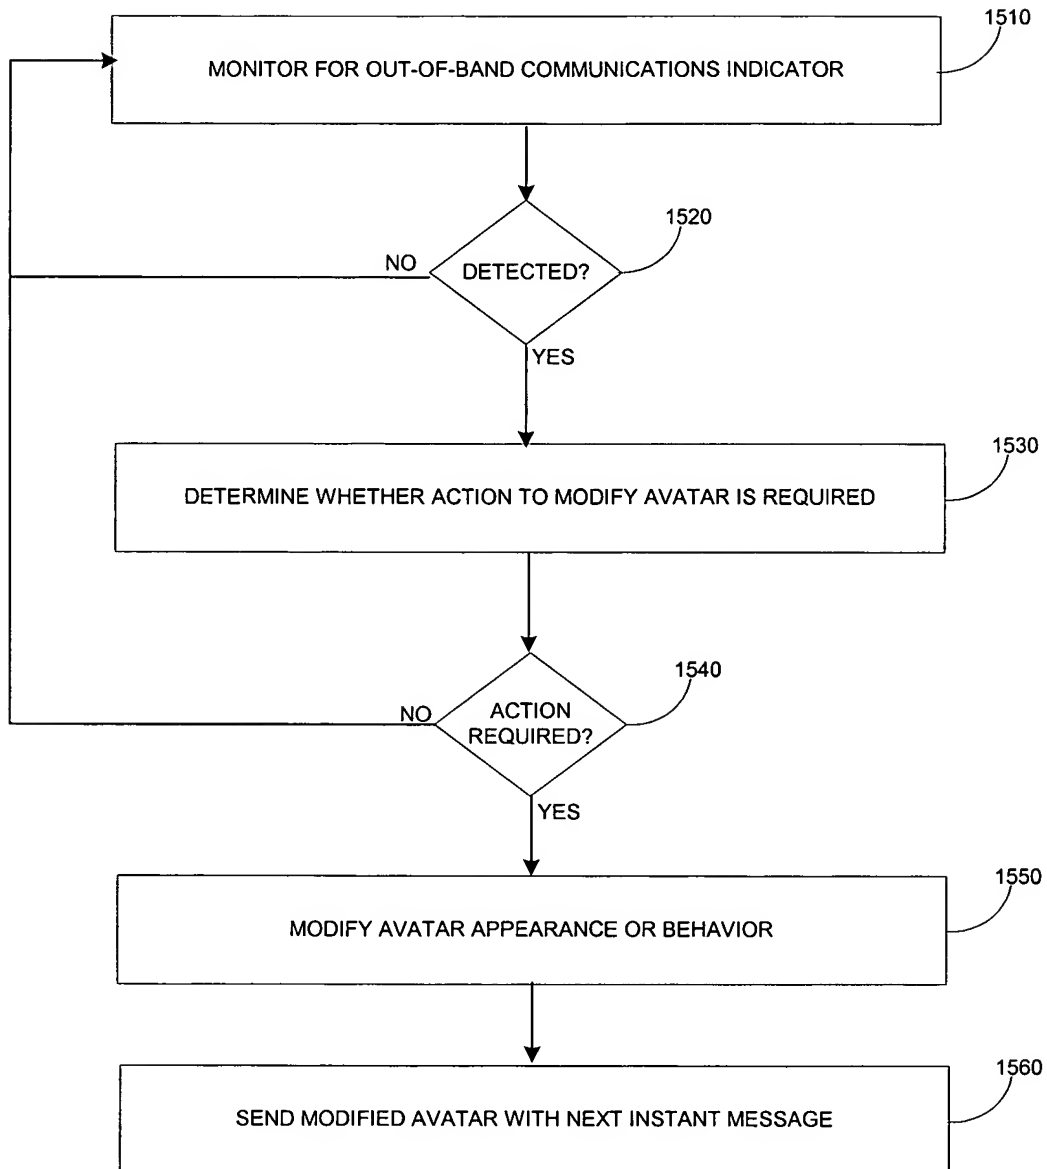 1510
MONITOR FOR OUT-OF-BAND COMMUNICATIONS INDICATOR
1520
NO
DETECTED?
YES
1530
DETERMINE WHETHER ACTION TO MODIFY AVATAR IS REQUIRED
1540
NO
ACTION
REQUIRED?
YES
1550
MODIFY AVATAR APPEARANCE OR BEHAVIOR
1560
SEND MODIFIED AVATAR WITH NEXT INSTANT MESSAGE